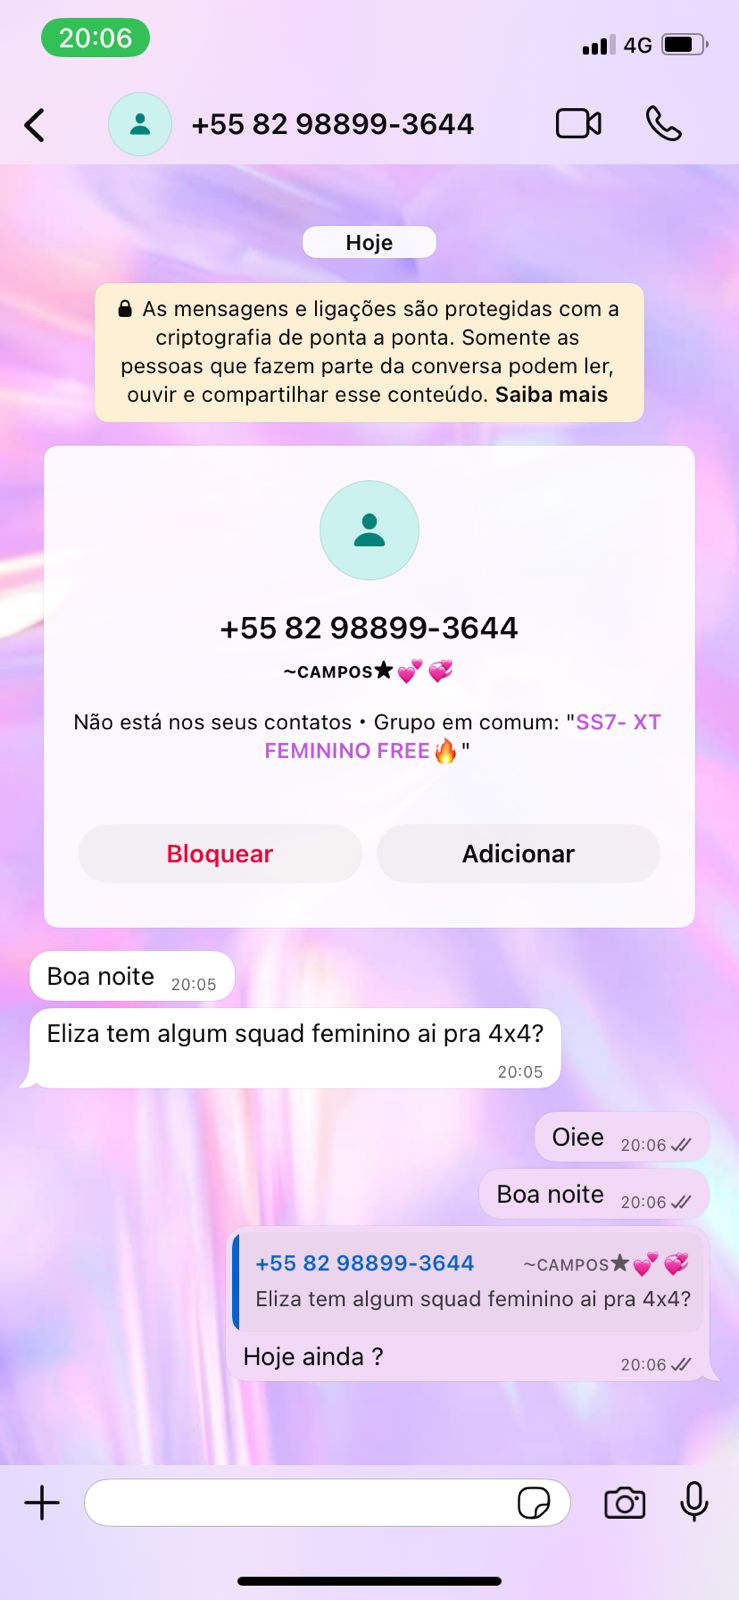 20:06
4G
+55 82 98899-3644
Hoje
As mensagens e ligações são protegidas com a
criptografia de ponta a ponta. Somente as
pessoas que fazem parte da conversa podem ler,
ouvir e compartilhar esse conteúdo. Saiba mais
+55 82 98899-3644
~CAMPOS★💕💞
Não está nos seus contatos • Grupo em comum: "SS7- XT
FEMININO FREE🔥"
Bloquear
Adicionar
Boa noite 20:05
Eliza tem algum squad feminino ai pra 4x4?
20:05
Oiee 20:06
Boa noite 20:06
+55 82 98899-3644 ~CAMPOS★💕💞
Eliza tem algum squad feminino ai pra 4x4?
Hoje ainda ? 20:06